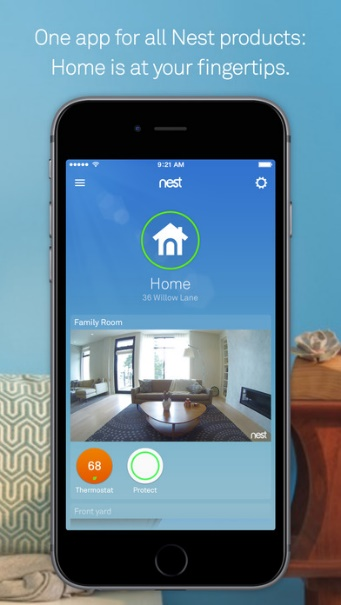 One app for all Nest products:
Home is at your fingertips.
9:21 AM
nest
Home
36 Willow Lane
Family Room
nest
68
Thermostat
Protect
Front yard